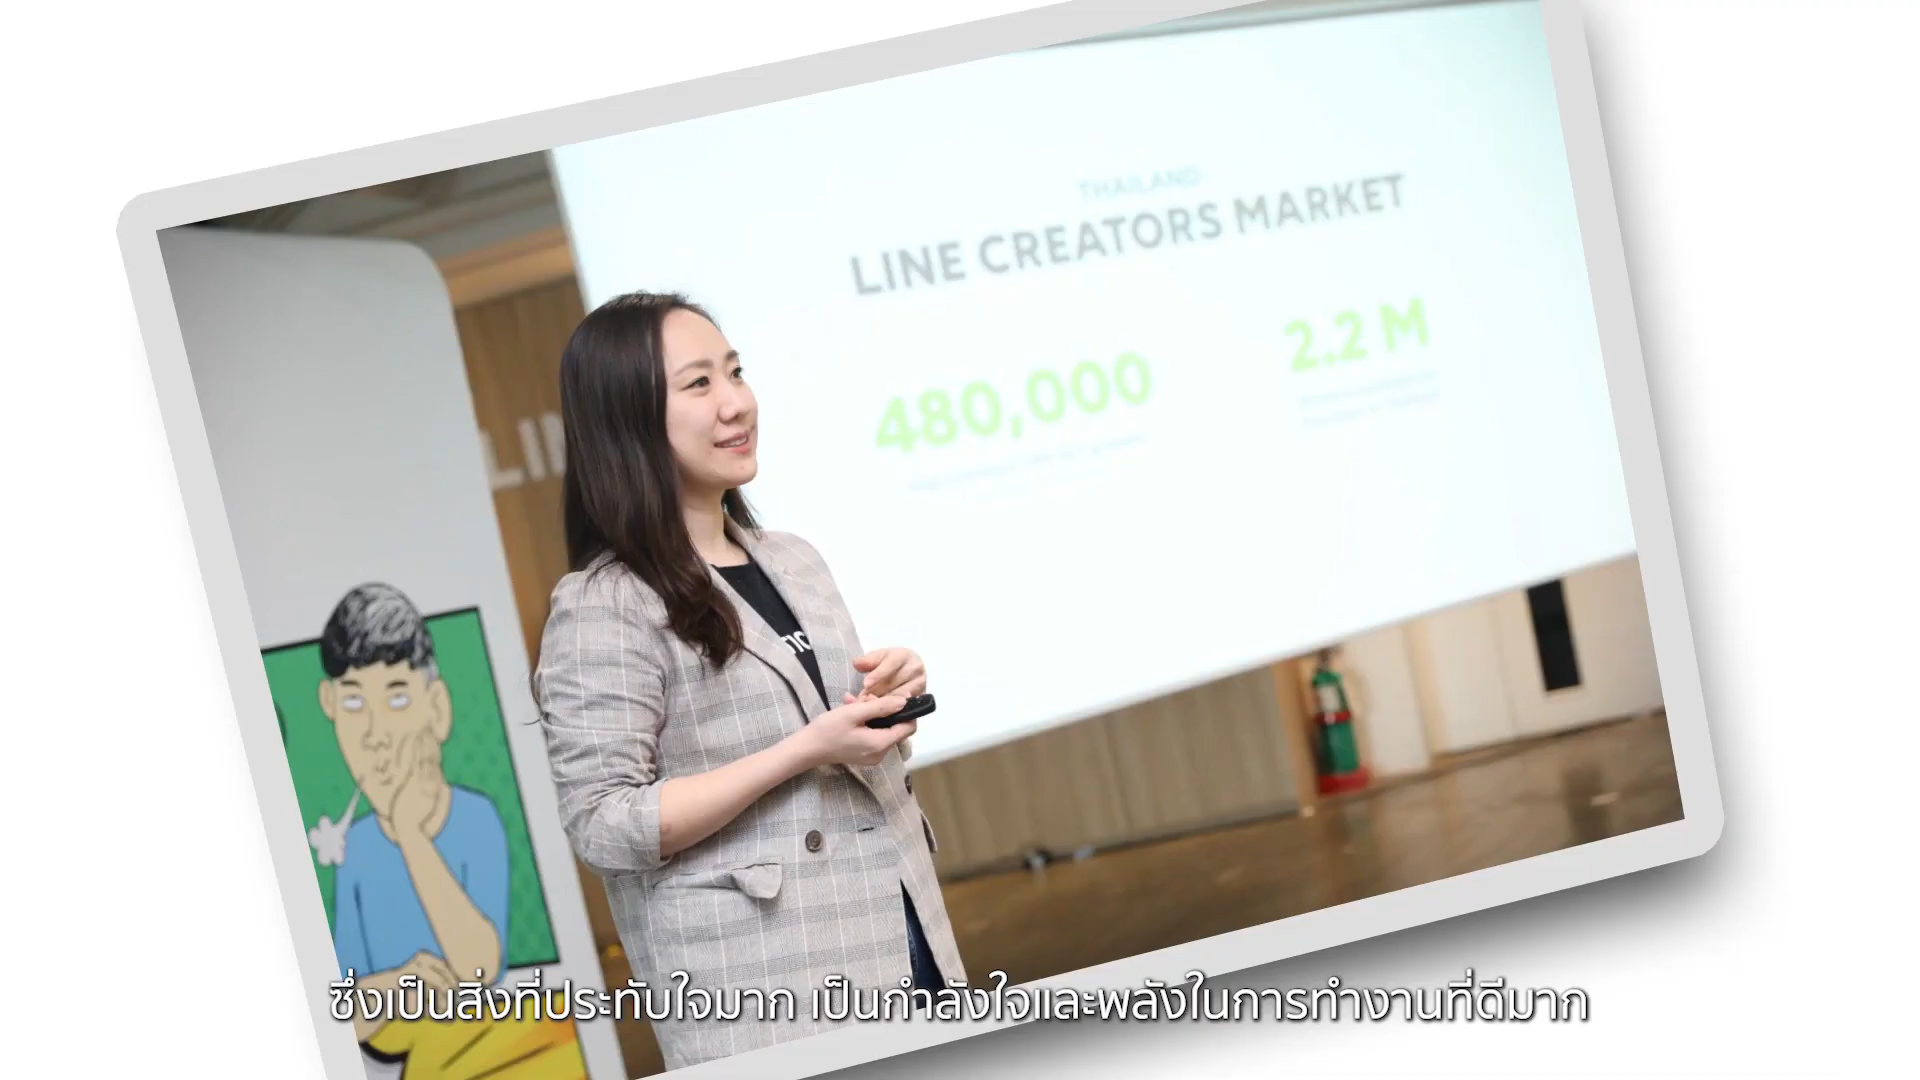 THAILAND
LINE CREATORS MARKET
480,000
2.2 M
LIN
ซึ่งเป็นสิ่งที่ประทับใจมาก เป็นกำลังใจและพลังในการทำงานที่ดีมาก